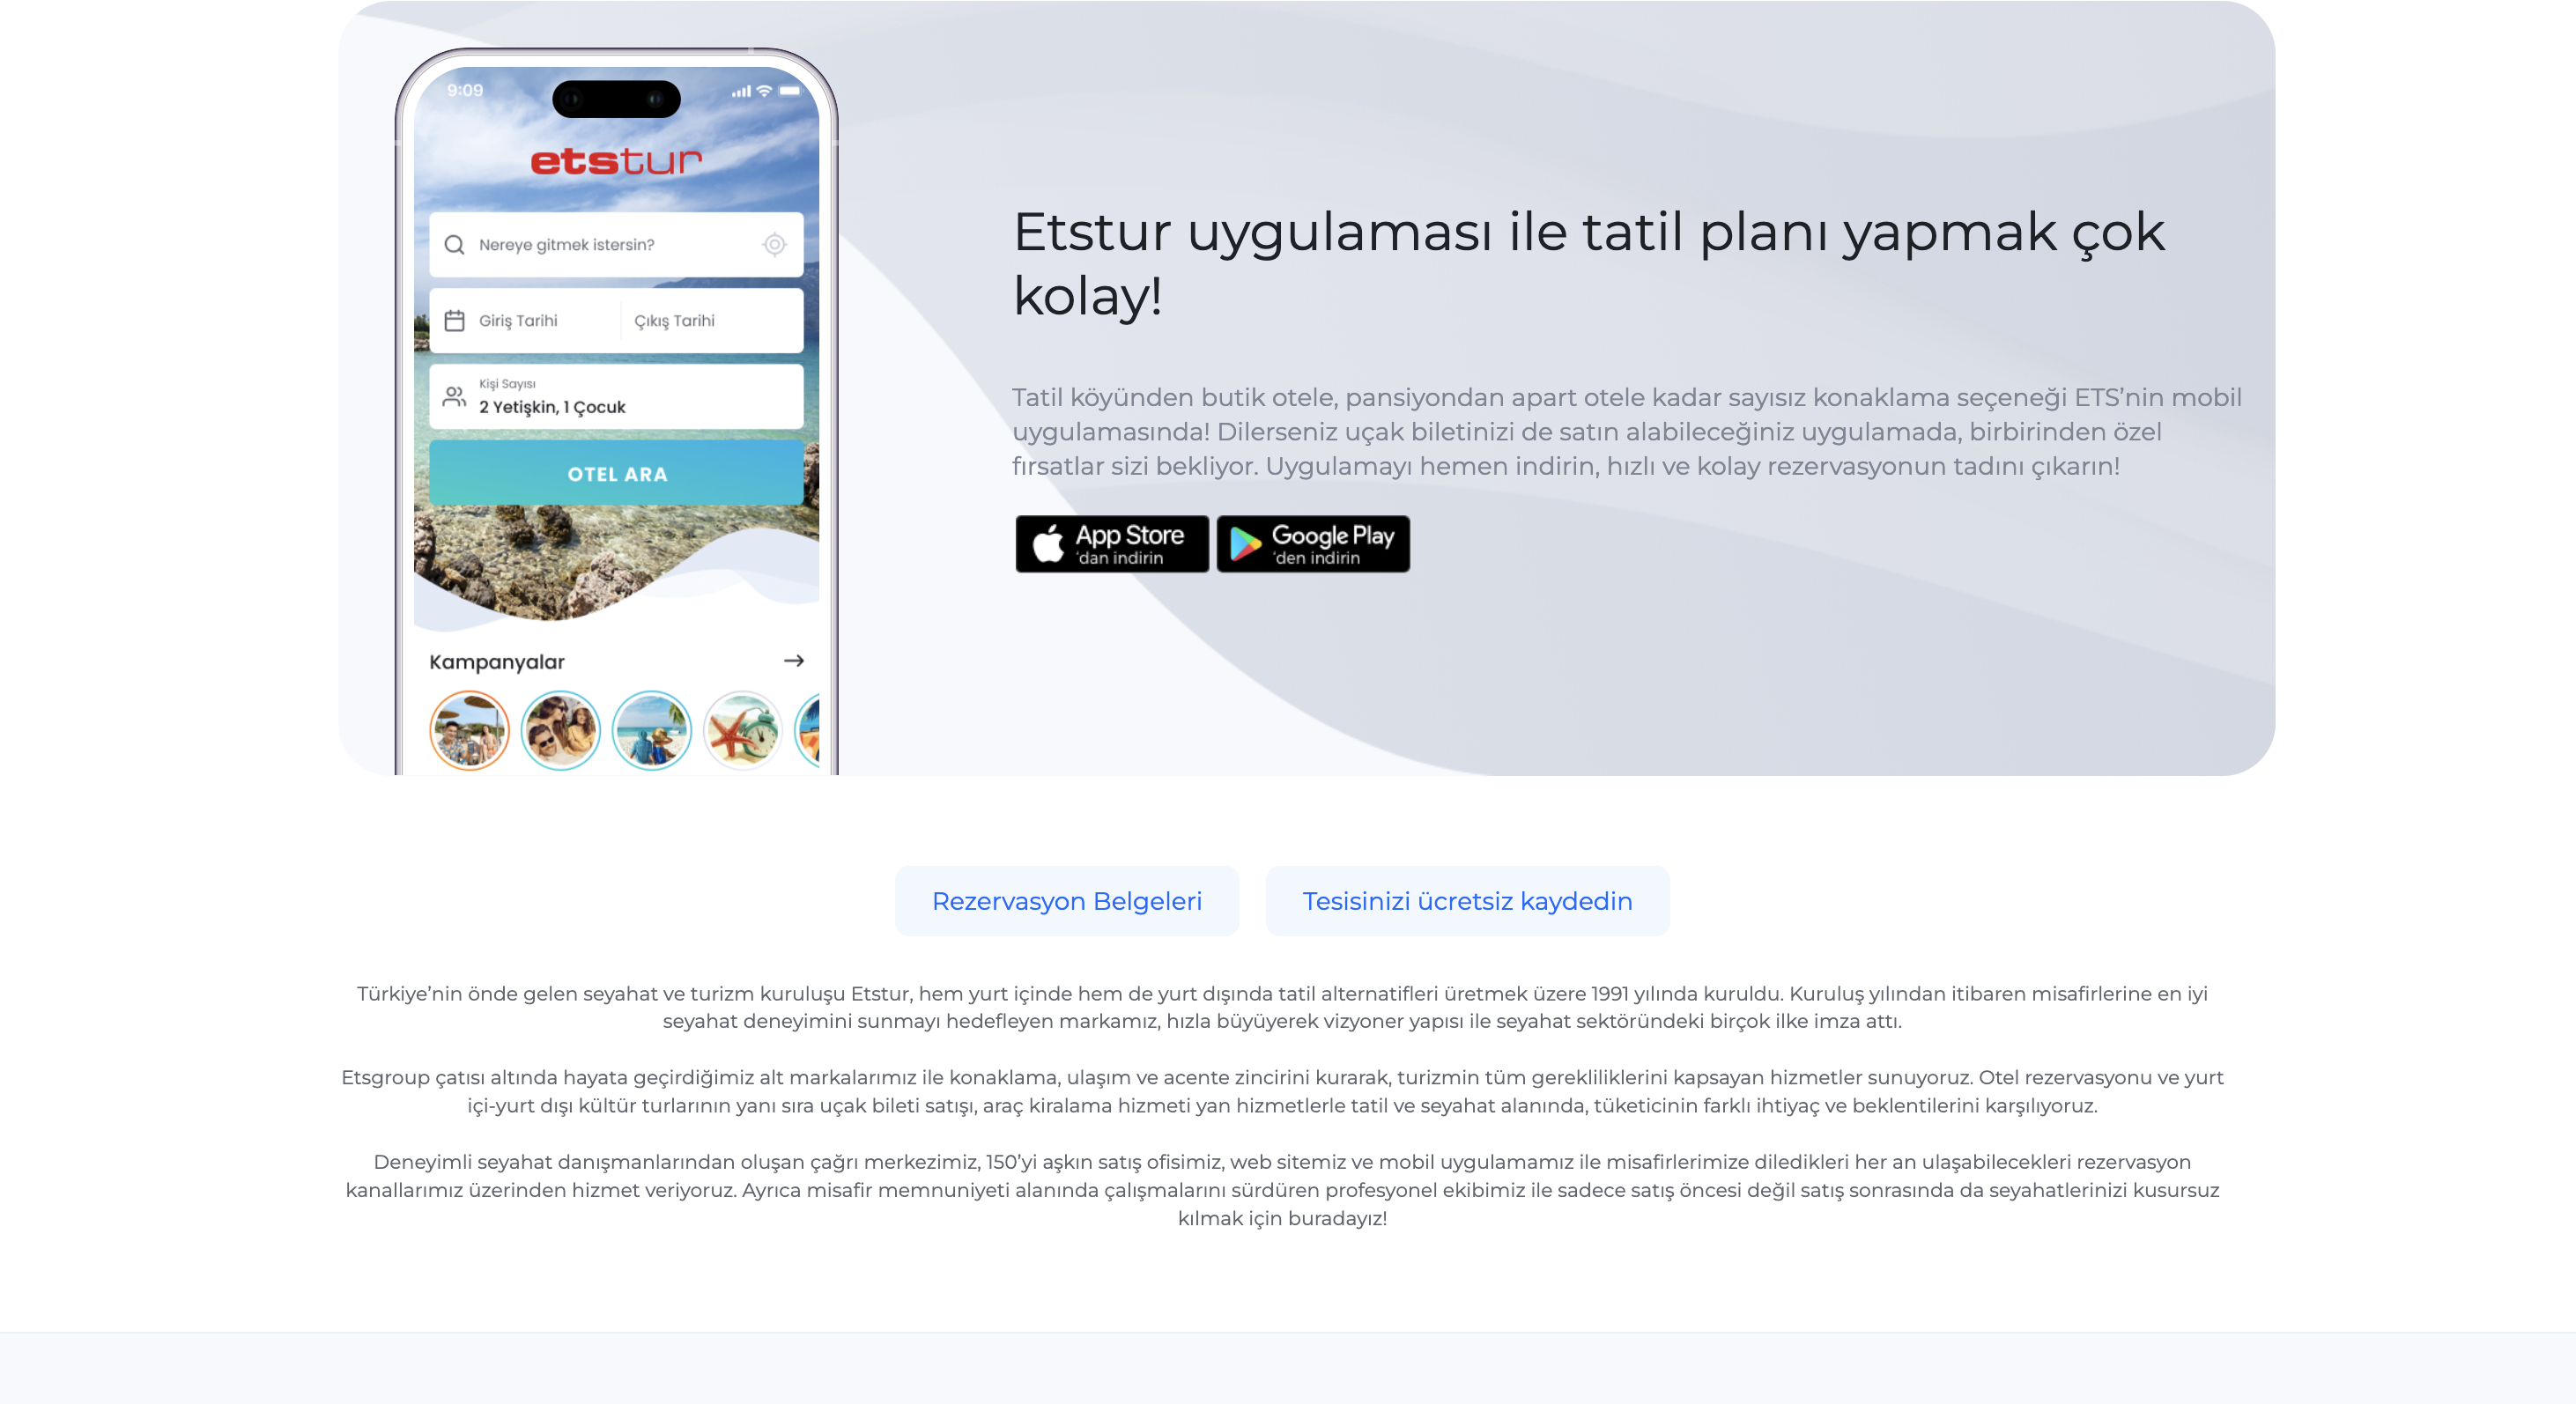 9:09
etstur
Nereye gitmek istersin?
Giriş Tarihi
Çıkış Tarihi
Kişi Sayısı
2 Yetişkin, 1 Çocuk
OTEL ARA
Kampanyalar
Etstur uygulaması ile tatil planı yapmak çok
kolay!
Tatil köyünden butik otele, pansiyondan apart otele kadar sayısız konaklama seçeneği ETS’nin mobil
uygulamasında! Dilerseniz uçak biletinizi de satın alabileceğiniz uygulamada, birbirinden özel
fırsatlar sizi bekliyor. Uygulamayı hemen indirin, hızlı ve kolay rezervasyonun tadını çıkarın!
App Store
‘dan indirin
Google Play
‘den indirin
Rezervasyon Belgeleri
Tesisinizi ücretsiz kaydedin
Türkiye’nin önde gelen seyahat ve turizm kuruluşu Etstur, hem yurt içinde hem de yurt dışında tatil alternatifleri üretmek üzere 1991 yılında kuruldu. Kuruluş yılından itibaren misafirlerine en iyi
seyahat deneyimini sunmayı hedefleyen markamız, hızla büyüyerek vizyoner yapısı ile seyahat sektöründeki birçok ilke imza attı.
Etsgroup çatısı altında hayata geçirdiğimiz alt markalarımız ile konaklama, ulaşım ve acente zincirini kurarak, turizmin tüm gerekliliklerini kapsayan hizmetler sunuyoruz. Otel rezervasyonu ve yurt
içi-yurt dışı kültür turlarının yanı sıra uçak bileti satışı, araç kiralama hizmeti yan hizmetlerle tatil ve seyahat alanında, tüketicinin farklı ihtiyaç ve beklentilerini karşılıyoruz.
Deneyimli seyahat danışmanlarından oluşan çağrı merkezimiz, 150’yi aşkın satış ofisimiz, web sitemiz ve mobil uygulamamız ile misafirlerimize diledikleri her an ulaşabilecekleri rezervasyon
kanallarımız üzerinden hizmet veriyoruz. Ayrıca misafir memnuniyeti alanında çalışmalarını sürdüren profesyonel ekibimiz ile sadece satış öncesi değil satış sonrasında da seyahatlerinizi kusursuz
kılmak için buradayız!